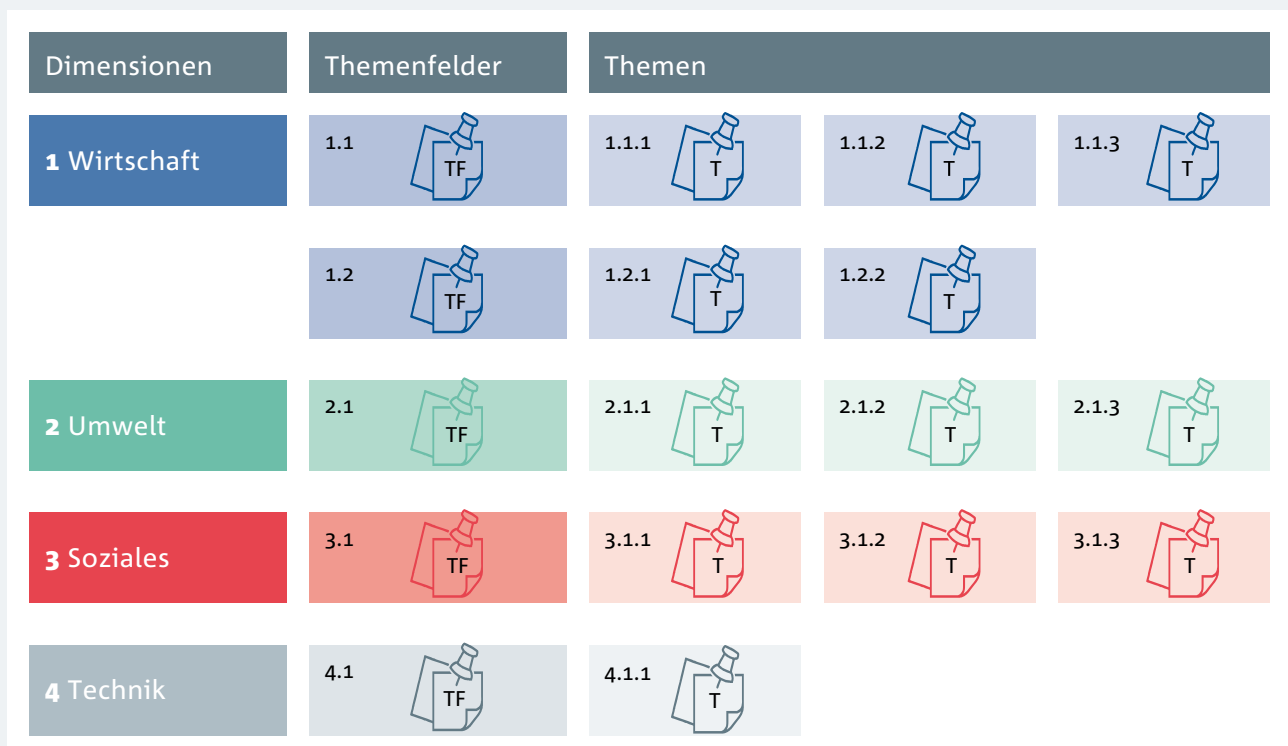 Dimensionen Themenfelder Themen
1 Wirtschaft 1.1 TF 1.1.1 T 1.1.2 T 1.1.3 T
1.2 TF 1.2.1 T 1.2.2 T
2 Umwelt 2.1 TF 2.1.1 T 2.1.2 T 2.1.3 T
3 Soziales 3.1 TF 3.1.1 T 3.1.2 T 3.1.3 T
4 Technik 4.1 TF 4.1.1 T